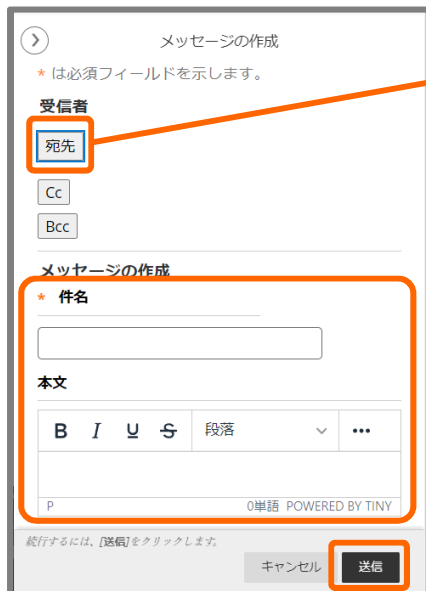 メッセージの作成
* は必須フィールドを示します。
受信者
宛先
Cc
Bcc
メッセージの作成
* 件名
本文
B I U S 段落 •••
P 0単語 POWERED BY TINY
続行するには、[送信]をクリックします。
キャンセル 送信